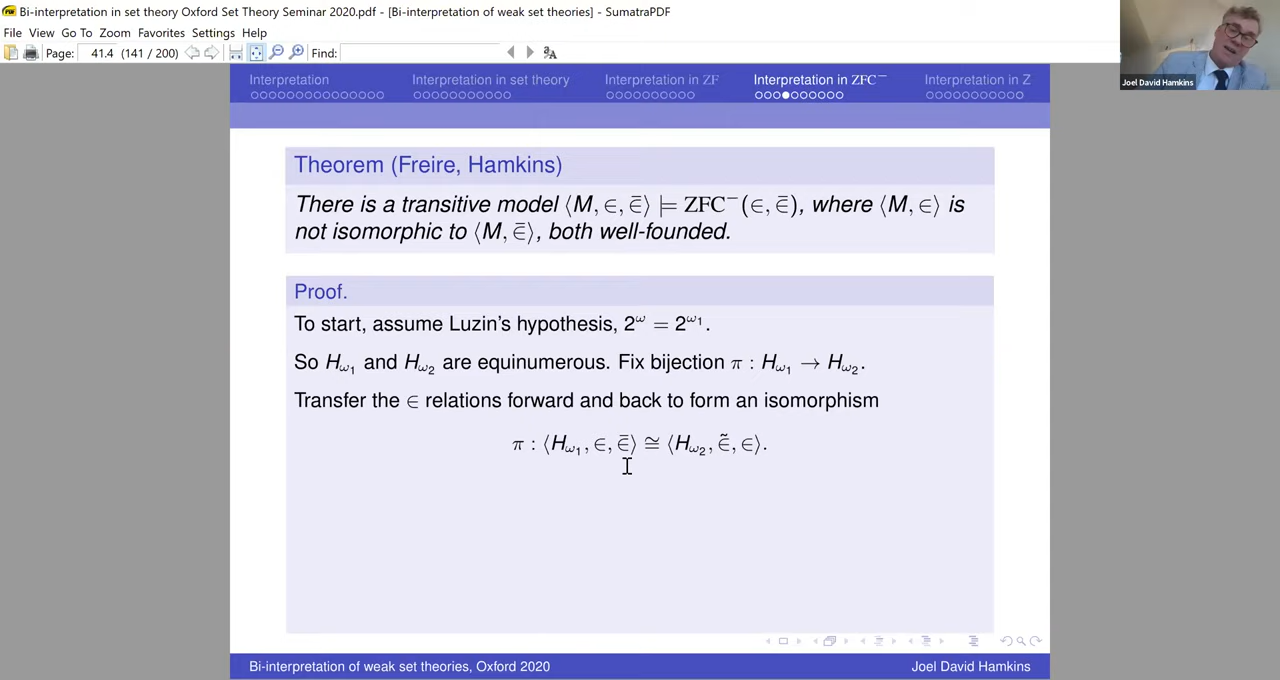 Bi-interpretation in set theory Oxford Set Theory Seminar 2020.pdf - [Bi-interpretation of weak set theories] - SumatraPDF
File View Go To Zoom Favorites Settings Help
Page: 41.4 (141 / 200) Find:
Joel David Hamkins
Interpretation Interpretation in set theory Interpretation in ZF Interpretation in ZFC⁻ Interpretation in Z
Theorem (Freire, Hamkins)
There is a transitive model ⟨M, ∈, ∈̄⟩ ⊨ ZFC⁻(∈, ∈̄), where ⟨M, ∈⟩ is
not isomorphic to ⟨M, ∈̄⟩, both well-founded.
Proof.
To start, assume Luzin's hypothesis, 2^ω = 2^ω₁.
So H_ω₁ and H_ω₂ are equinumerous. Fix bijection π : H_ω₁ → H_ω₂.
Transfer the ∈ relations forward and back to form an isomorphism
π : ⟨H_ω₁, ∈, ∈̄⟩ ≅ ⟨H_ω₂, ∈̃, ∈⟩.
Bi-interpretation of weak set theories, Oxford 2020 Joel David Hamkins